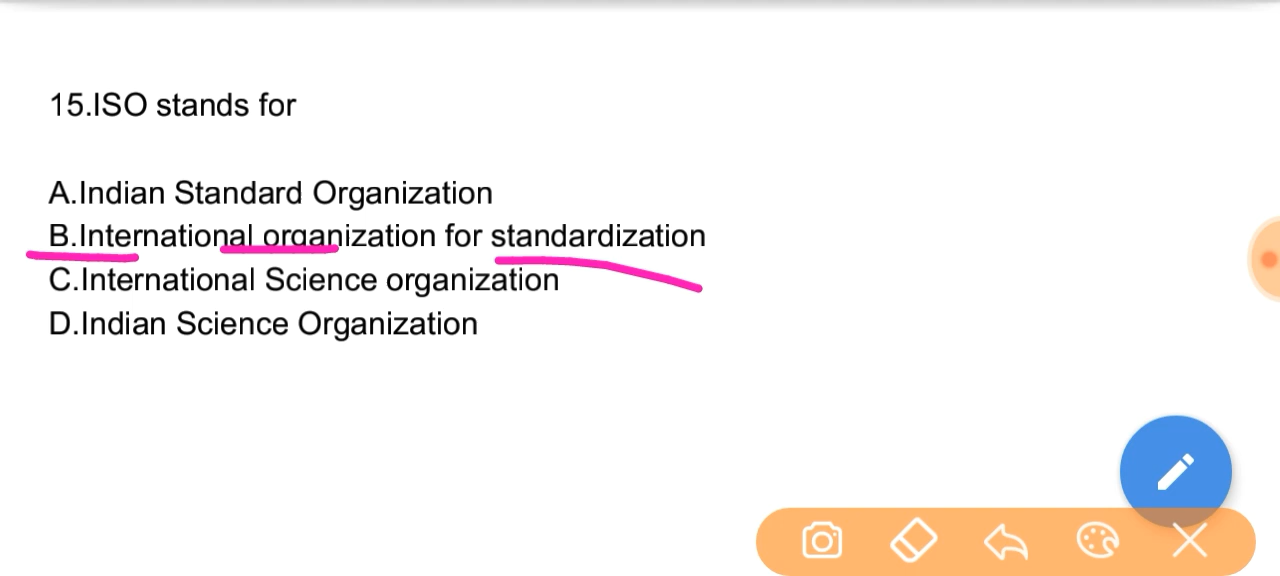 15.ISO stands for
A.Indian Standard Organization
B.International organization for standardization
C.International Science organization
D.Indian Science Organization